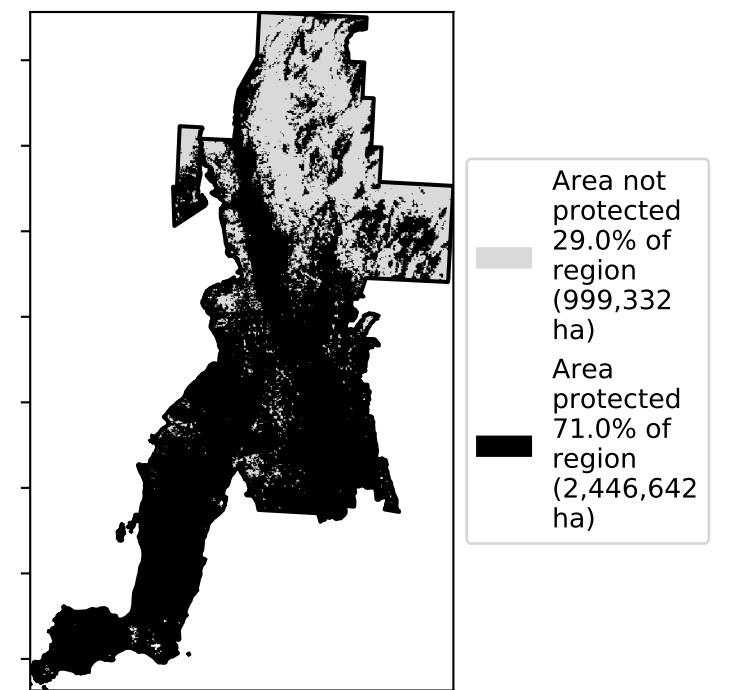 Area not
protected
29.0% of
region
(999,332
ha)
Area
protected
71.0% of
region
(2,446,642
ha)